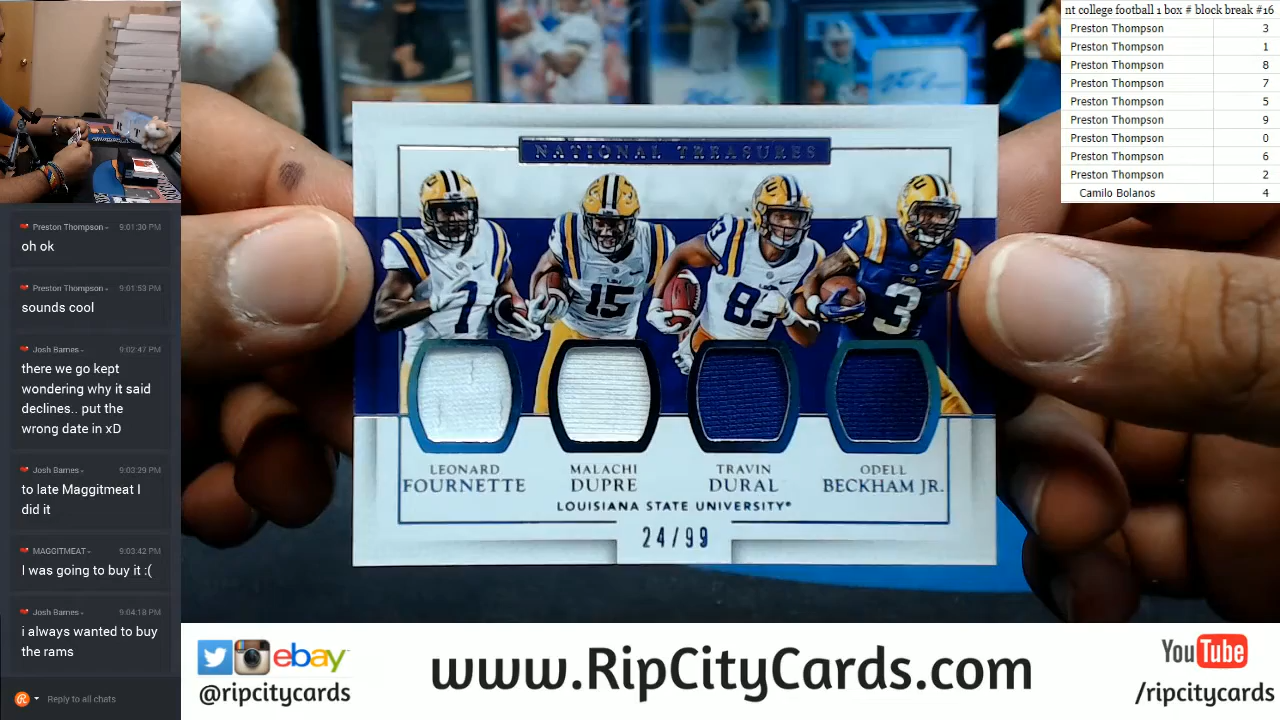 nt college football 1 box # block break #16
Preston Thompson 3
Preston Thompson 1
Preston Thompson 8
Preston Thompson 7
Preston Thompson 5
Preston Thompson 9
Preston Thompson 0
Preston Thompson 6
Preston Thompson 2
Camilo Bolanos 4
Preston Thompson 9:01:30 PM
oh ok
Preston Thompson 9:01:53 PM
sounds cool
Josh Barnes 9:02:47 PM
there we go kept
wondering why it said
declines.. put the
wrong date in xD
Josh Barnes 9:03:29 PM
to late Maggitmeat I
did it
MAGGITMEAT 9:03:42 PM
I was going to buy it :(
Josh Barnes 9:04:18 PM
i always wanted to buy
the rams
Reply to all chats
NATIONAL TREASURES
7 15 83 3
LEONARD
FOURNETTE
MALACHI
DUPRE
TRAVIN
DURAL
ODELL
BECKHAM JR.
LOUISIANA STATE UNIVERSITY®
24/99
ebay
@ripcitycards
www.RipCityCards.com
YouTube
/ripcitycards